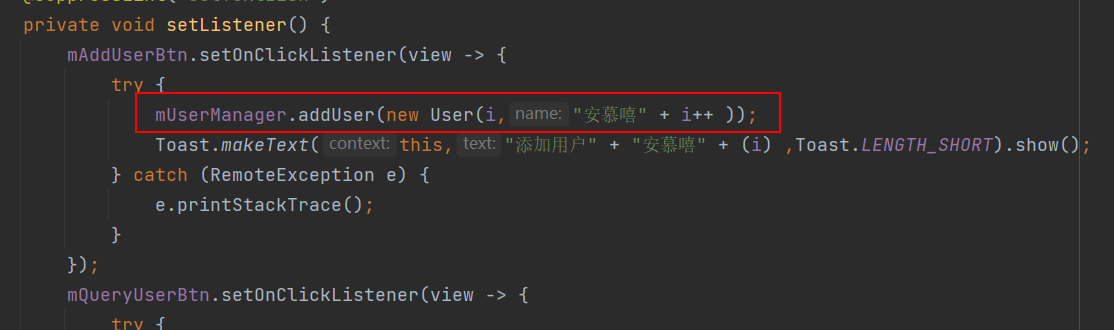 private void setListener() {
mAddUserBtn.setOnClickListener(view -> {
try {
mUserManager.addUser(new User(i, name: "安慕嘻" + i++ ));
Toast.makeText( context: this, text: "添加用户" + "安慕嘻" + (i) ,Toast.LENGTH_SHORT).show();
} catch (RemoteException e) {
e.printStackTrace();
}
});
mQueryUserBtn.setOnClickListener(view -> {
try {